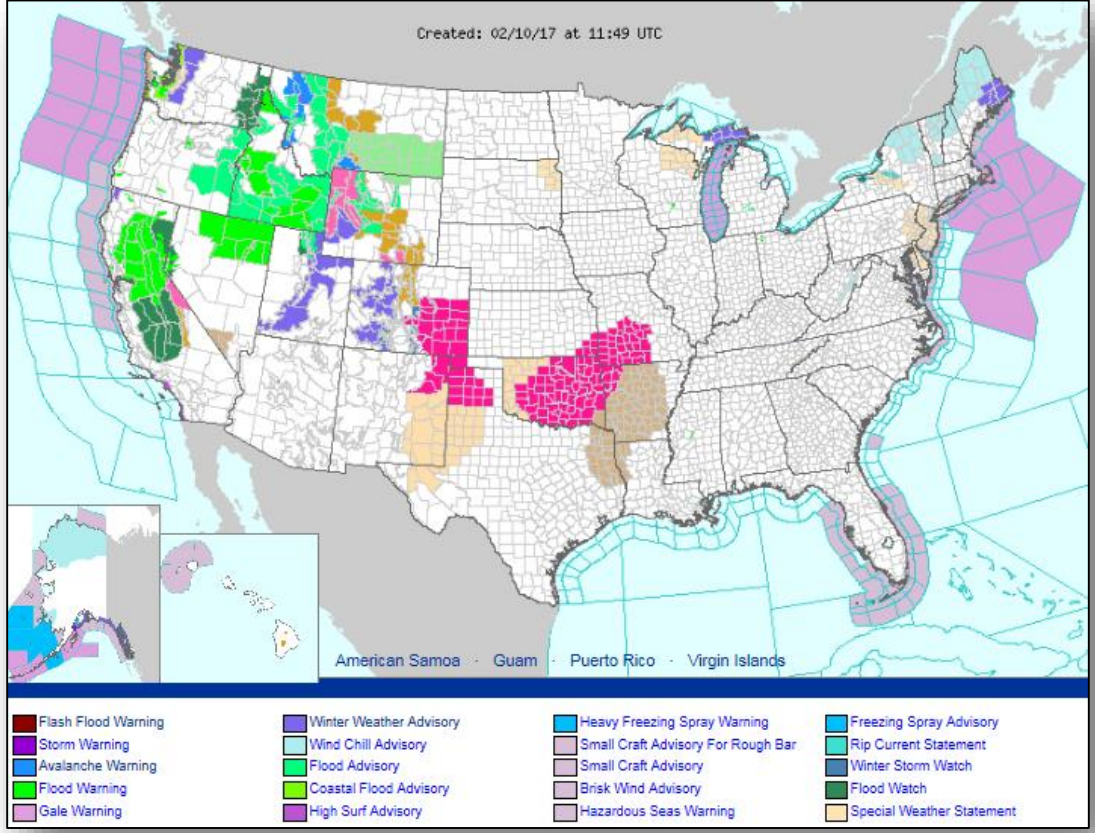 Created: 02/10/17 at 11:49 UTC
American Samoa · Guam · Puerto Rico · Virgin Islands
Flash Flood Warning
Storm Warning
Avalanche Warning
Flood Warning
Gale Warning
Winter Weather Advisory
Wind Chill Advisory
Flood Advisory
Coastal Flood Advisory
High Surf Advisory
Heavy Freezing Spray Warning
Small Craft Advisory For Rough Bar
Small Craft Advisory
Brisk Wind Advisory
Hazardous Seas Warning
Freezing Spray Advisory
Rip Current Statement
Winter Storm Watch
Flood Watch
Special Weather Statement